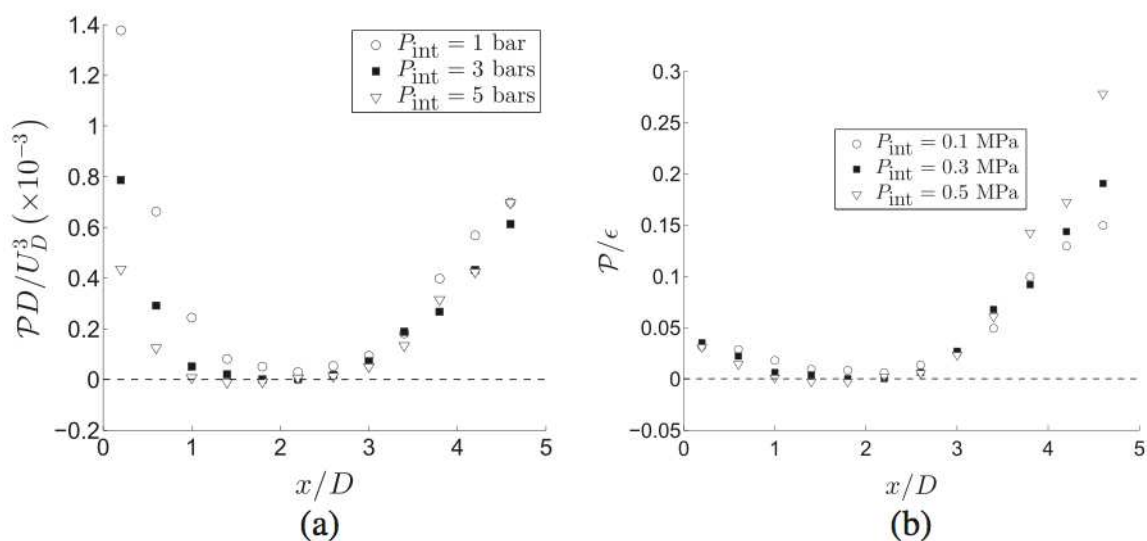 1.4
1.2
1
0.8
0.6
0.4
0.2
0
−0.2
𝒫D/U_D^3 (×10^−3)
○ P_int = 1 bar
■ P_int = 3 bars
▽ P_int = 5 bars
0 1 2 3 4 5
x/D
(a)
0.3
0.25
0.2
0.15
0.1
0.05
0
−0.05
𝒫/ϵ
○ P_int = 0.1 MPa
■ P_int = 0.3 MPa
▽ P_int = 0.5 MPa
0 1 2 3 4 5
x/D
(b)